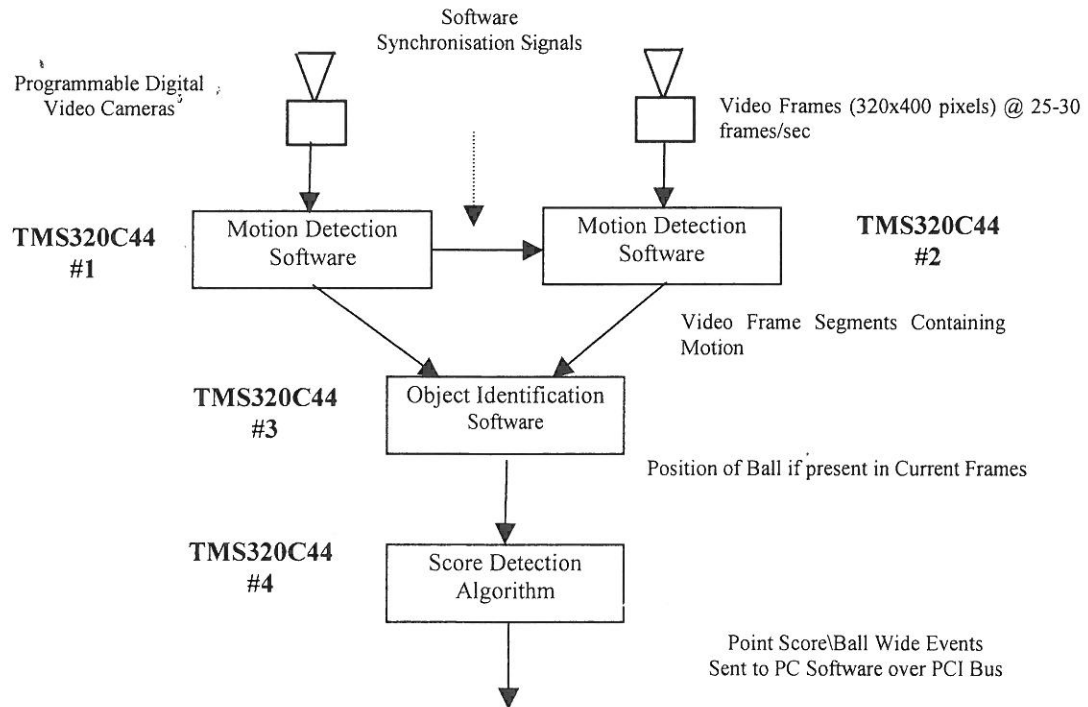 Software
Synchronisation Signals
Programmable Digital
Video Cameras
Video Frames (320x400 pixels) @ 25-30
frames/sec
TMS320C44
#1
Motion Detection
Software
Motion Detection
Software
TMS320C44
#2
Video Frame Segments Containing
Motion
TMS320C44
#3
Object Identification
Software
Position of Ball if present in Current Frames
TMS320C44
#4
Score Detection
Algorithm
Point Score\Ball Wide Events
Sent to PC Software over PCI Bus